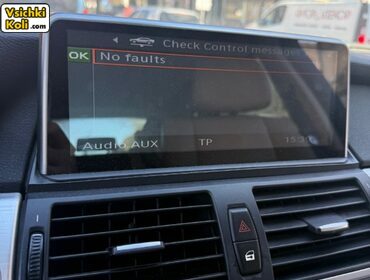 Vsichki
Koli.com
Check Control messages
OK No faults
Audio AUX TP